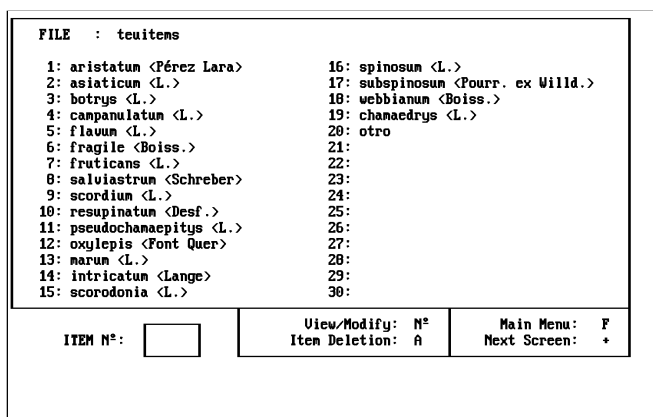 FILE : teuitems
1: aristatum <Pérez Lara>
2: asiaticum <L.>
3: botrys <L.>
4: campanulatum <L.>
5: flavum <L.>
6: fragile <Boiss.>
7: fruticans <L.>
8: salviastrum <Schreber>
9: scordium <L.>
10: resupinatum <Desf.>
11: pseudochamaepitys <L.>
12: oxylepis <Font Quer>
13: marum <L.>
14: intricatum <Lange>
15: scorodonia <L.>
16: spinosum <L.>
17: subspinosum <Pourr. ex Willd.>
18: webbianum <Boiss.>
19: chamaedrys <L.>
20: otro
21:
22:
23:
24:
25:
26:
27:
28:
29:
30:
ITEM Nº:
View/Modify: Nº
Item Deletion: A
Main Menu: F
Next Screen: +